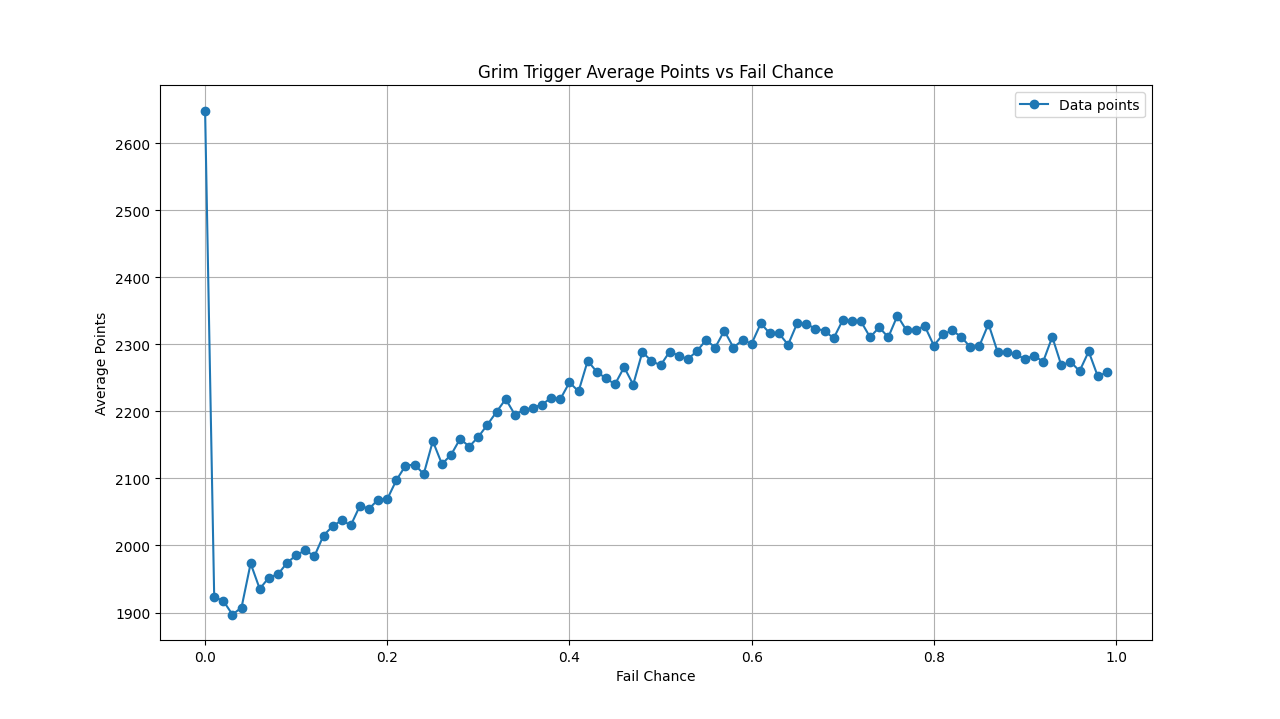 Grim Trigger Average Points vs Fail Chance
Data points
Average Points
2600
2500
2400
2300
2200
2100
2000
1900
0.0 0.2 0.4 0.6 0.8 1.0
Fail Chance